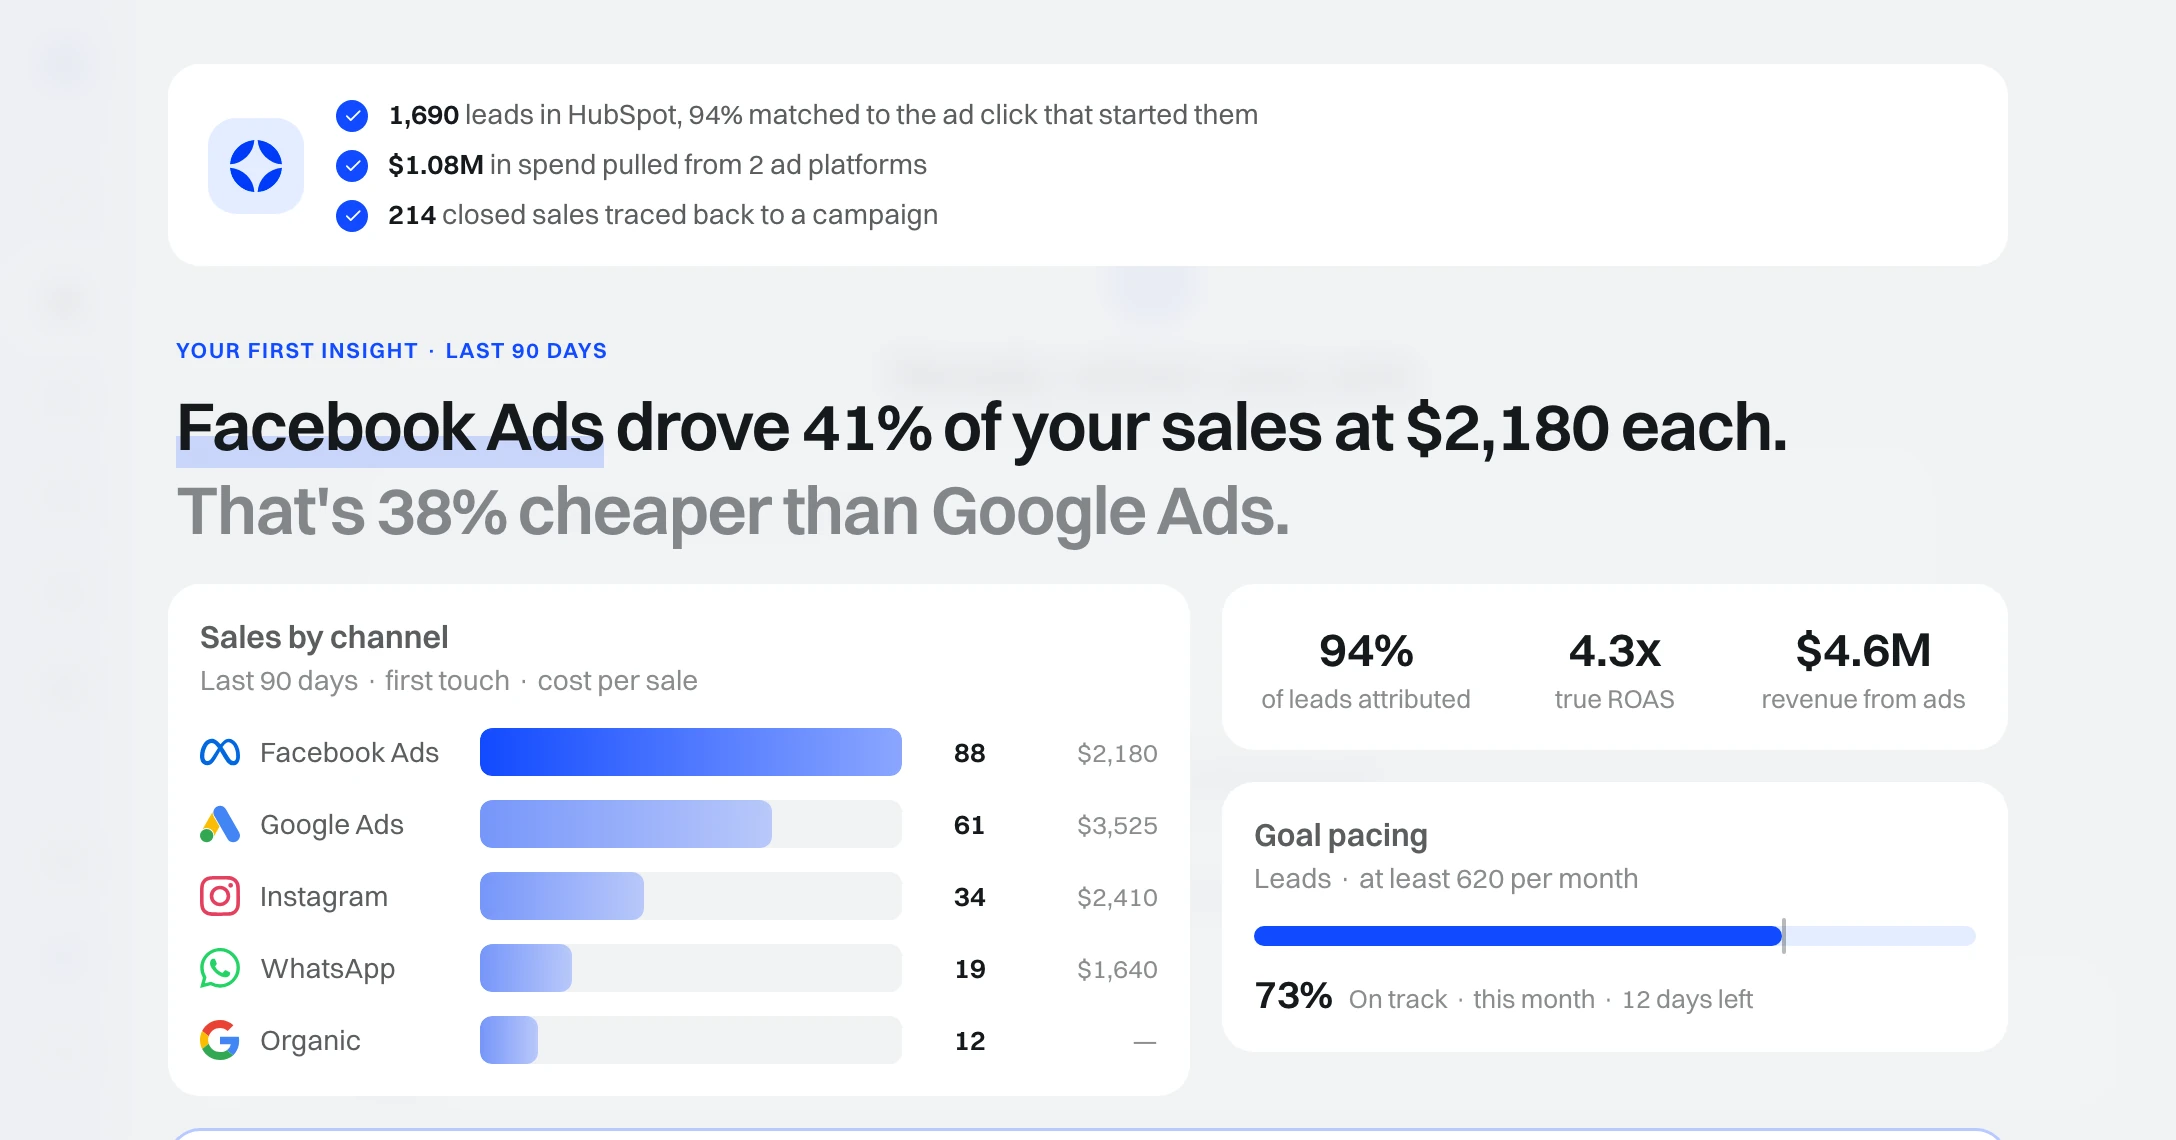 1,690 leads in HubSpot, 94% matched to the ad click that started them
$1.08M in spend pulled from 2 ad platforms
214 closed sales traced back to a campaign
YOUR FIRST INSIGHT · LAST 90 DAYS
Facebook Ads drove 41% of your sales at $2,180 each.
That's 38% cheaper than Google Ads.
Sales by channel
Last 90 days · first touch · cost per sale
Facebook Ads 88 $2,180
Google Ads 61 $3,525
Instagram 34 $2,410
WhatsApp 19 $1,640
Organic 12 —
94% 4.3x $4.6M
of leads attributed true ROAS revenue from ads
Goal pacing
Leads · at least 620 per month
73% On track · this month · 12 days left